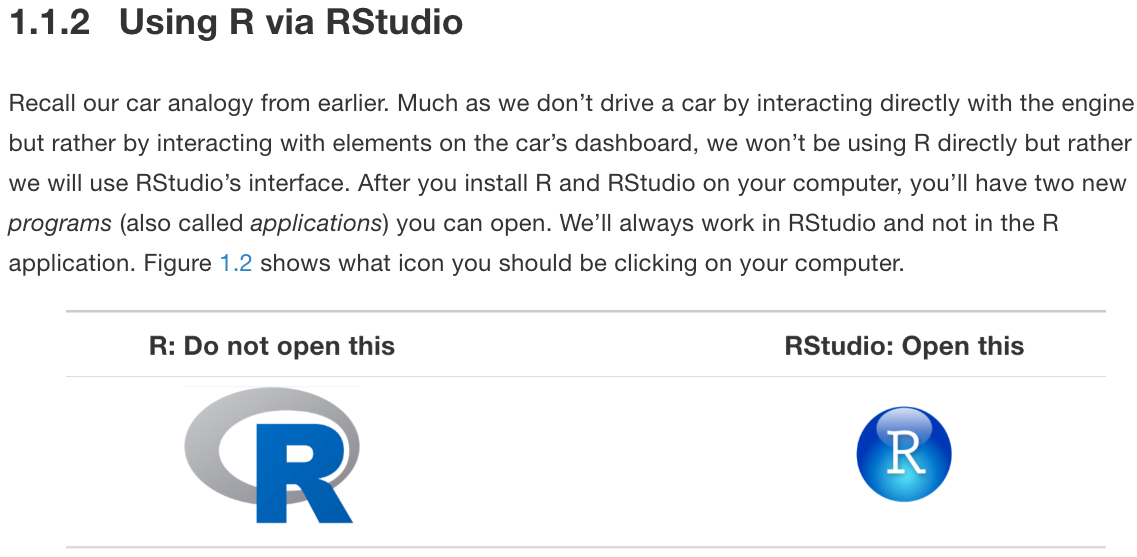 1.1.2 Using R via RStudio
Recall our car analogy from earlier. Much as we don’t drive a car by interacting directly with the engine
but rather by interacting with elements on the car’s dashboard, we won’t be using R directly but rather
we will use RStudio’s interface. After you install R and RStudio on your computer, you’ll have two new
programs (also called applications) you can open. We’ll always work in RStudio and not in the R
application. Figure 1.2 shows what icon you should be clicking on your computer.
R: Do not open this
RStudio: Open this
R
R